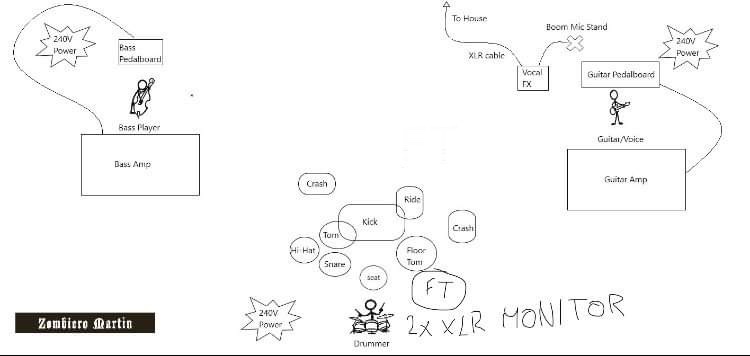 To House
Boom Mic Stand
240V
Power
Bass
Pedalboard
240V
Power
XLR cable
Vocal
FX
Guitar Pedalboard
Bass Player
Guitar/Voice
Bass Amp
Guitar Amp
Crash
Ride
Kick
Crash
Tom
Hi-Hat
Floor
Tom
Snare
seat
FT
240V
Power
2x XLR MONITOR
Zombiero Martin
Drummer